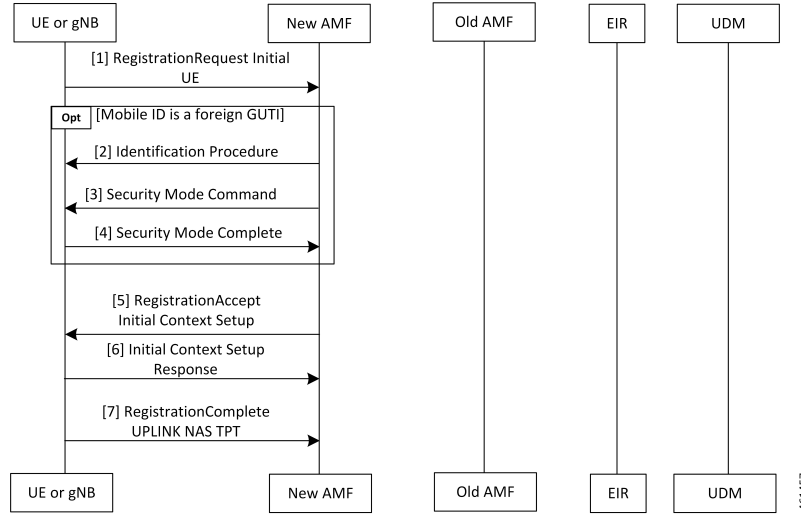 UE or gNB
New AMF
Old AMF
EIR
UDM
[1] RegistrationRequest Initial
UE
Opt
[Mobile ID is a foreign GUTI]
[2] Identification Procedure
[3] Security Mode Command
[4] Security Mode Complete
[5] RegistrationAccept
Initial Context Setup
[6] Initial Context Setup
Response
[7] RegistrationComplete
UPLINK NAS TPT
UE or gNB
New AMF
Old AMF
EIR
UDM